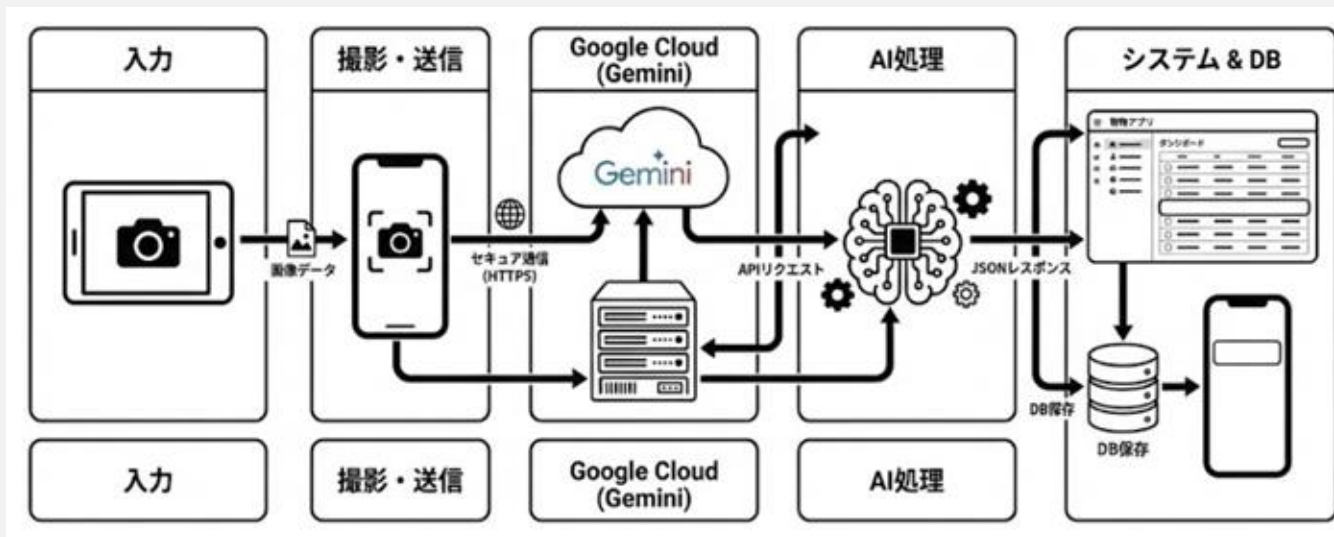 入力
撮影・送信
Google Cloud
(Gemini)
AI処理
システム & DB
画像データ
セキュア通信
(HTTPS)
Gemini
APIリクエスト
JSONレスポンス
DB保存
DB保存
入力
撮影・送信
Google Cloud
(Gemini)
AI処理